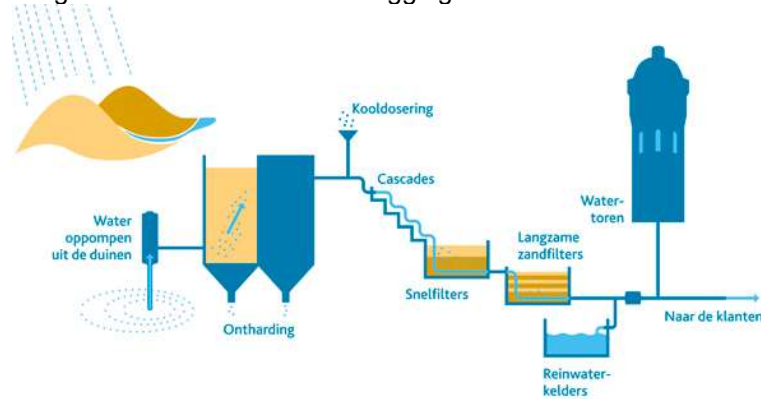 Kooldosering
Cascades
Water
oppompen
uit de duinen
Ontharding
Snelfilters
Langzame
zandfilters
Water-
toren
Reinwater-
kelders
Naar de klanten